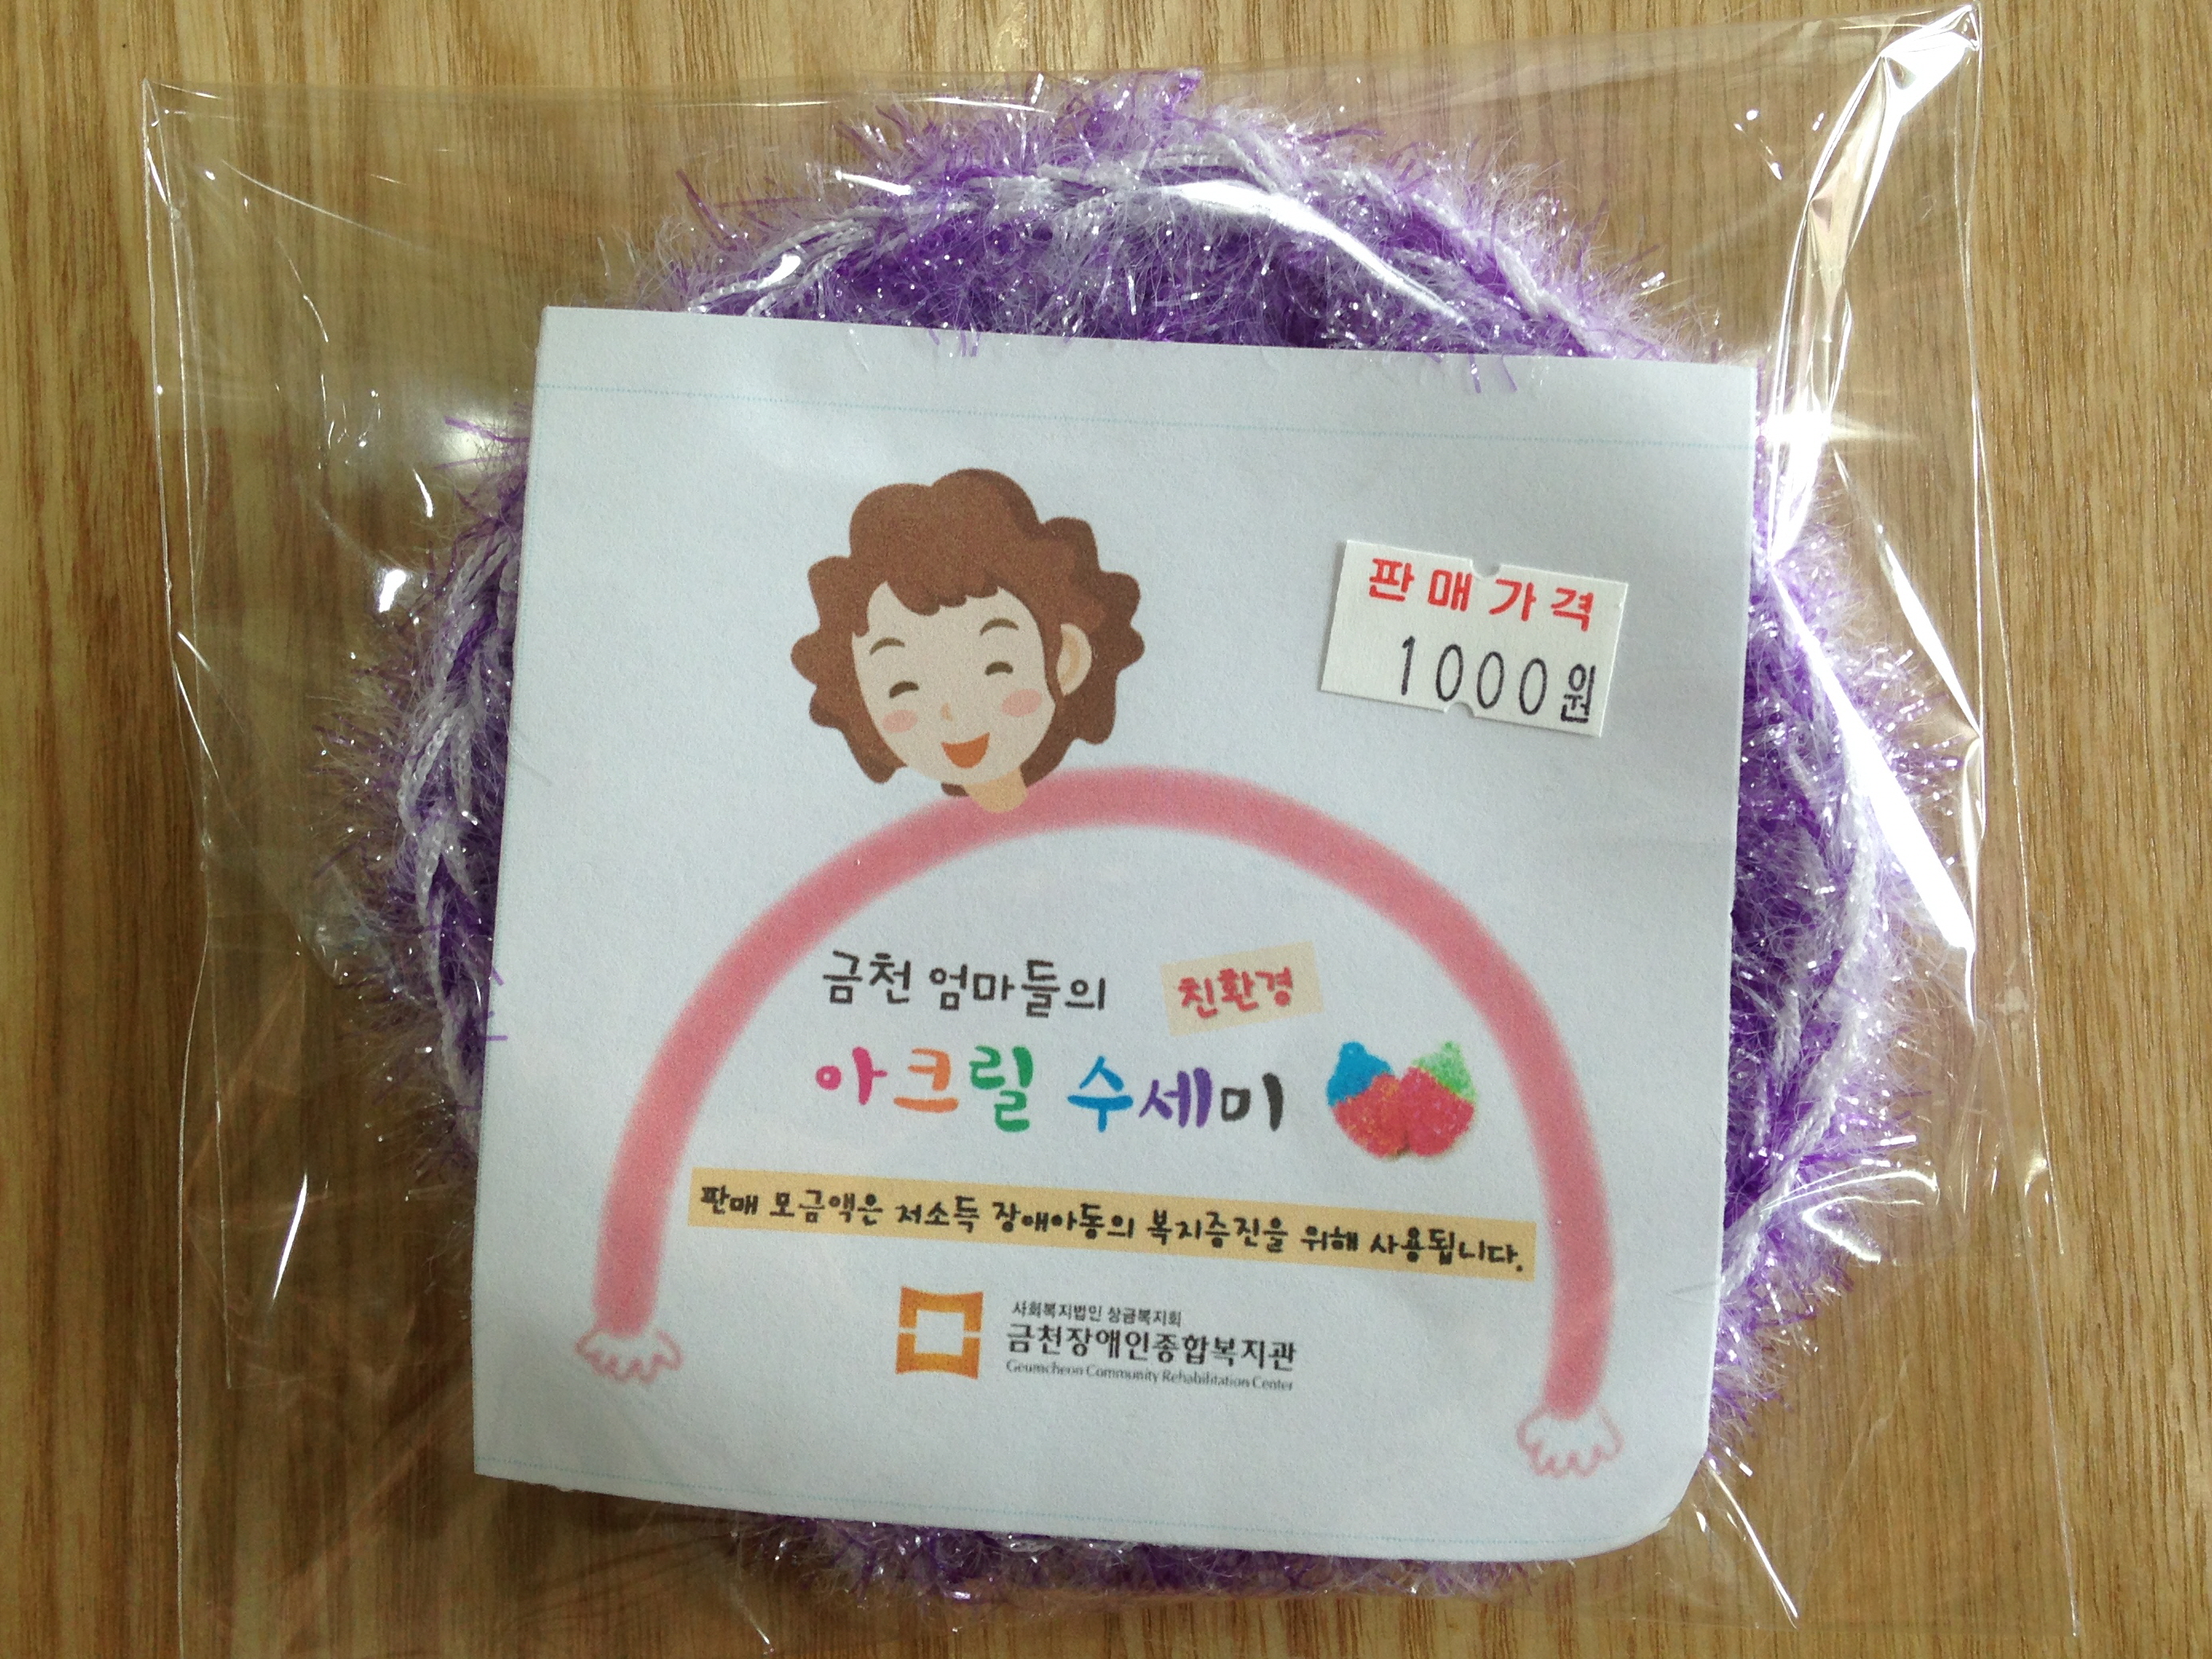 판매가격
1000원
금천 엄마들의 친환경
아크릴 수세미
판매 모금액은 저소득 장애아동의 복지증진을 위해 사용됩니다.
사회복지법인 상금복지회
금천장애인종합복지관
Geumcheon Community Rehabilitation Center